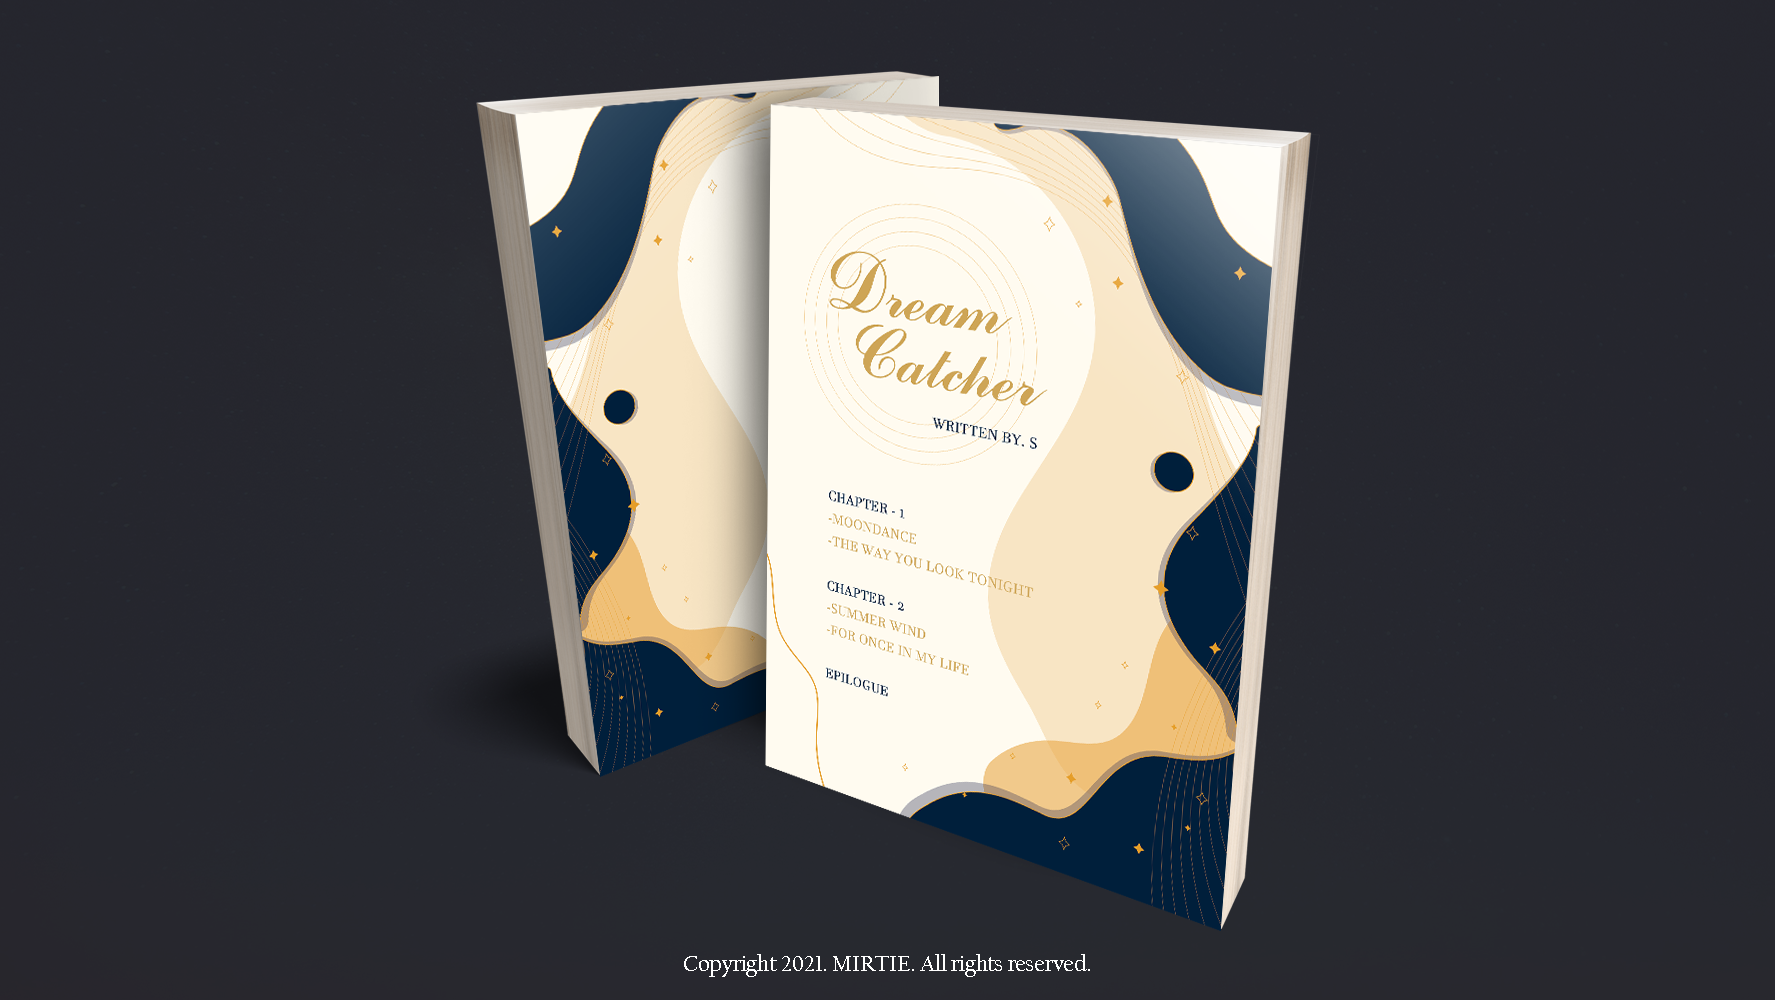 Dream
Catcher
WRITTEN BY. S
CHAPTER - 1
-MOONDANCE
-THE WAY YOU LOOK TONIGHT
CHAPTER - 2
-SUMMER WIND
-FOR ONCE IN MY LIFE
EPILOGUE
Copyright 2021. MIRTIE. All rights reserved.